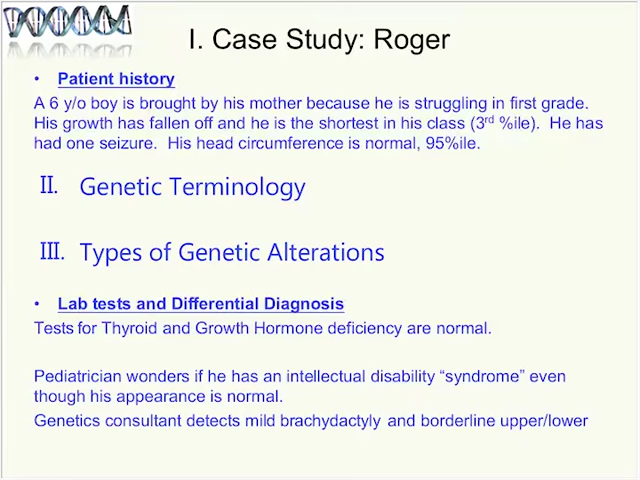 I. Case Study: Roger
• Patient history
A 6 y/o boy is brought by his mother because he is struggling in first grade.
His growth has fallen off and he is the shortest in his class (3rd %ile). He has
had one seizure. His head circumference is normal, 95%ile.
II. Genetic Terminology
III. Types of Genetic Alterations
• Lab tests and Differential Diagnosis
Tests for Thyroid and Growth Hormone deficiency are normal.
Pediatrician wonders if he has an intellectual disability “syndrome” even
though his appearance is normal.
Genetics consultant detects mild brachydactyly and borderline upper/lower